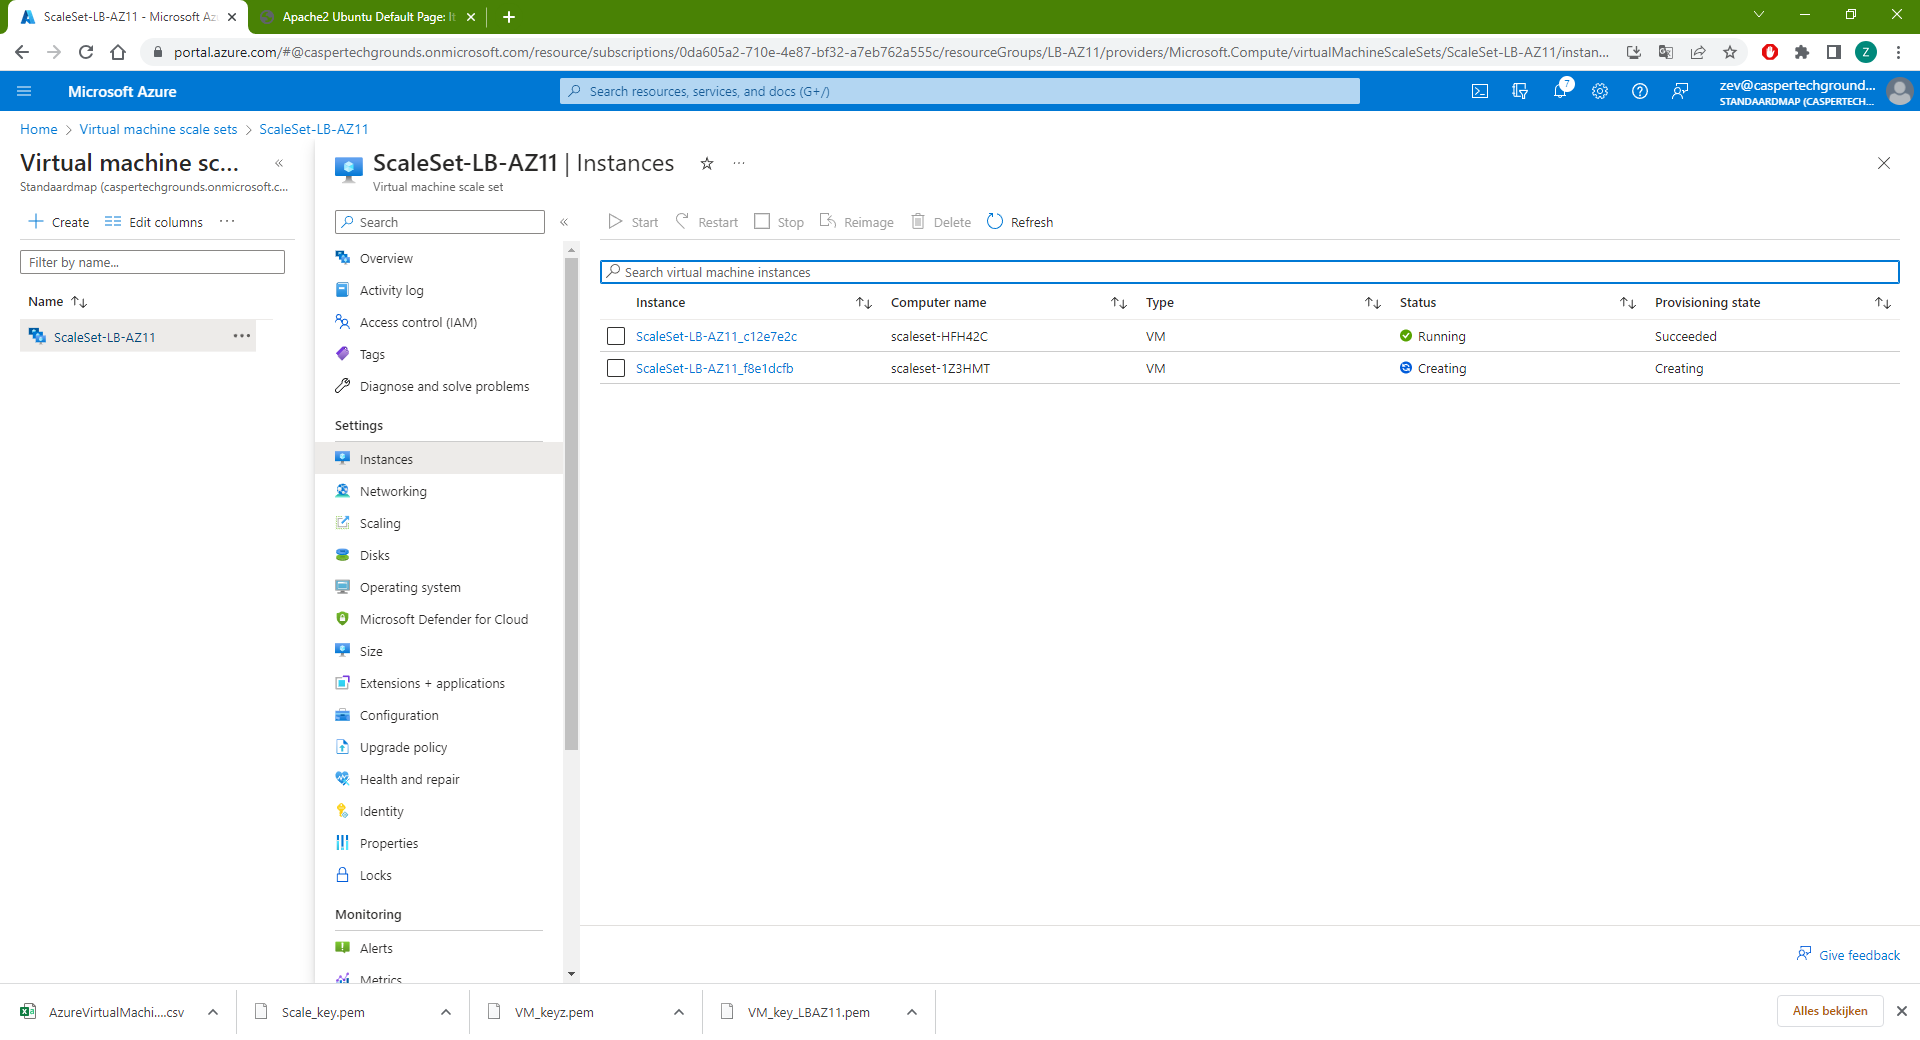 ScaleSet-LB-AZ11 - Microsoft Az
Apache2 Ubuntu Default Page: It
portal.azure.com/#@caspertechgrounds.onmicrosoft.com/resource/subscriptions/0da605a2-710e-4e87-bf32-a7eb762a555c/resourceGroups/LB-AZ11/providers/Microsoft.Compute/virtualMachineScaleSets/ScaleSet-LB-AZ11/instan...
Z
Microsoft Azure
Search resources, services, and docs (G+/)
7
zev@caspertechground...
STANDAARDMAP (CASPERTECH...
Home > Virtual machine scale sets > ScaleSet-LB-AZ11
Virtual machine sc...
Standaardmap (caspertechgrounds.onmicrosoft.c...
Create
Edit columns
Filter by name...
Name
ScaleSet-LB-AZ11
ScaleSet-LB-AZ11 | Instances
Virtual machine scale set
Search
Overview
Activity log
Access control (IAM)
Tags
Diagnose and solve problems
Settings
Instances
Networking
Scaling
Disks
Operating system
Microsoft Defender for Cloud
Size
Extensions + applications
Configuration
Upgrade policy
Health and repair
Identity
Properties
Locks
Monitoring
Alerts
Metrics
Start
Restart
Stop
Reimage
Delete
Refresh
Search virtual machine instances
Instance Computer name Type Status Provisioning state
ScaleSet-LB-AZ11_c12e7e2c scaleset-HFH42C VM Running Succeeded
ScaleSet-LB-AZ11_f8e1dcfb scaleset-1Z3HMT VM Creating Creating
Give feedback
AzureVirtualMachi....csv
Scale_key.pem
VM_keyz.pem
VM_key_LBAZ11.pem
Alles bekijken